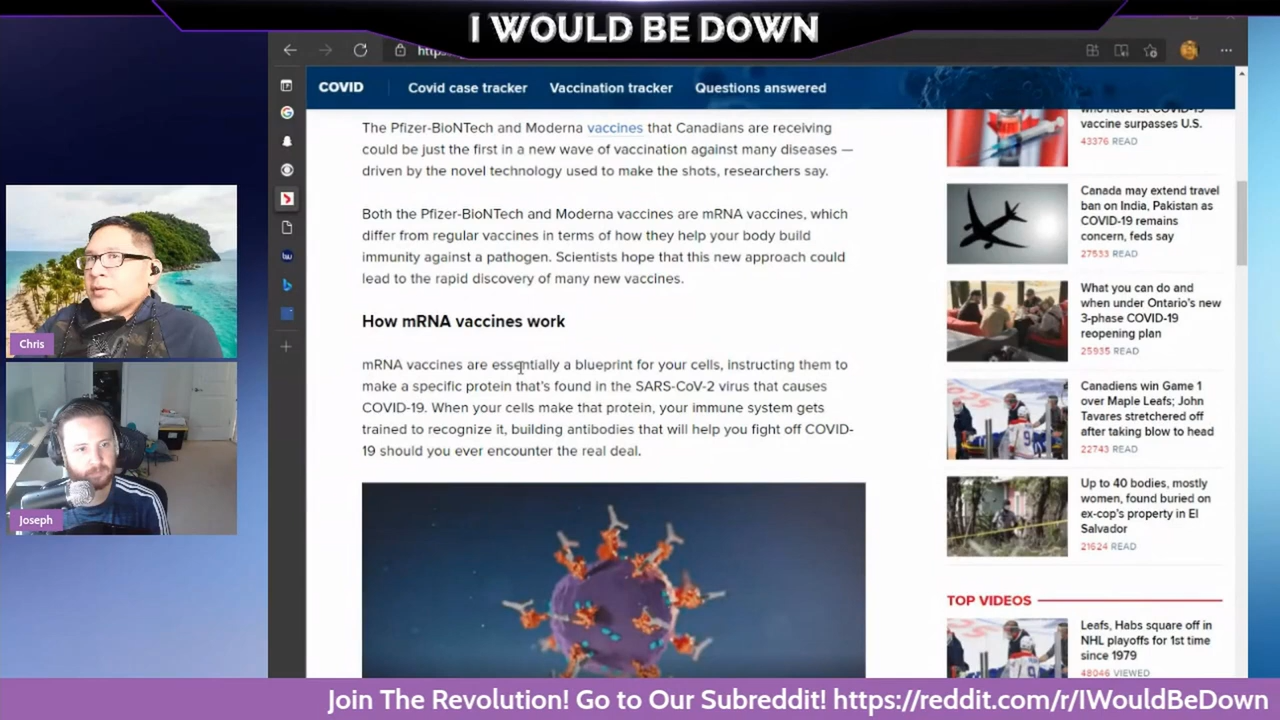 I WOULD BE DOWN
COVID
Covid case tracker
Vaccination tracker
Questions answered
The Pfizer-BioNTech and Moderna vaccines that Canadians are receiving
could be just the first in a new wave of vaccination against many diseases —
driven by the novel technology used to make the shots, researchers say.
Both the Pfizer-BioNTech and Moderna vaccines are mRNA vaccines, which
differ from regular vaccines in terms of how they help your body build
immunity against a pathogen. Scientists hope that this new approach could
lead to the rapid discovery of many new vaccines.
How mRNA vaccines work
mRNA vaccines are essentially a blueprint for your cells, instructing them to
make a specific protein that's found in the SARS-CoV-2 virus that causes
COVID-19. When your cells make that protein, your immune system gets
trained to recognize it, building antibodies that will help you fight off COVID-
19 should you ever encounter the real deal.
vaccine surpasses U.S.
43376 READ
Canada may extend travel
ban on India, Pakistan as
COVID-19 remains
concern, feds say
27533 READ
What you can do and
when under Ontario's new
3-phase COVID-19
reopening plan
25935 READ
Canadiens win Game 1
over Maple Leafs; John
Tavares stretchered off
after taking blow to head
22743 READ
Up to 40 bodies, mostly
women, found buried on
ex-cop's property in El
Salvador
21624 READ
TOP VIDEOS
Leafs, Habs square off in
NHL playoffs for 1st time
since 1979
48046 VIEWED
Chris
Joseph
Join The Revolution! Go to Our Subreddit! https://reddit.com/r/IWouldBeDown